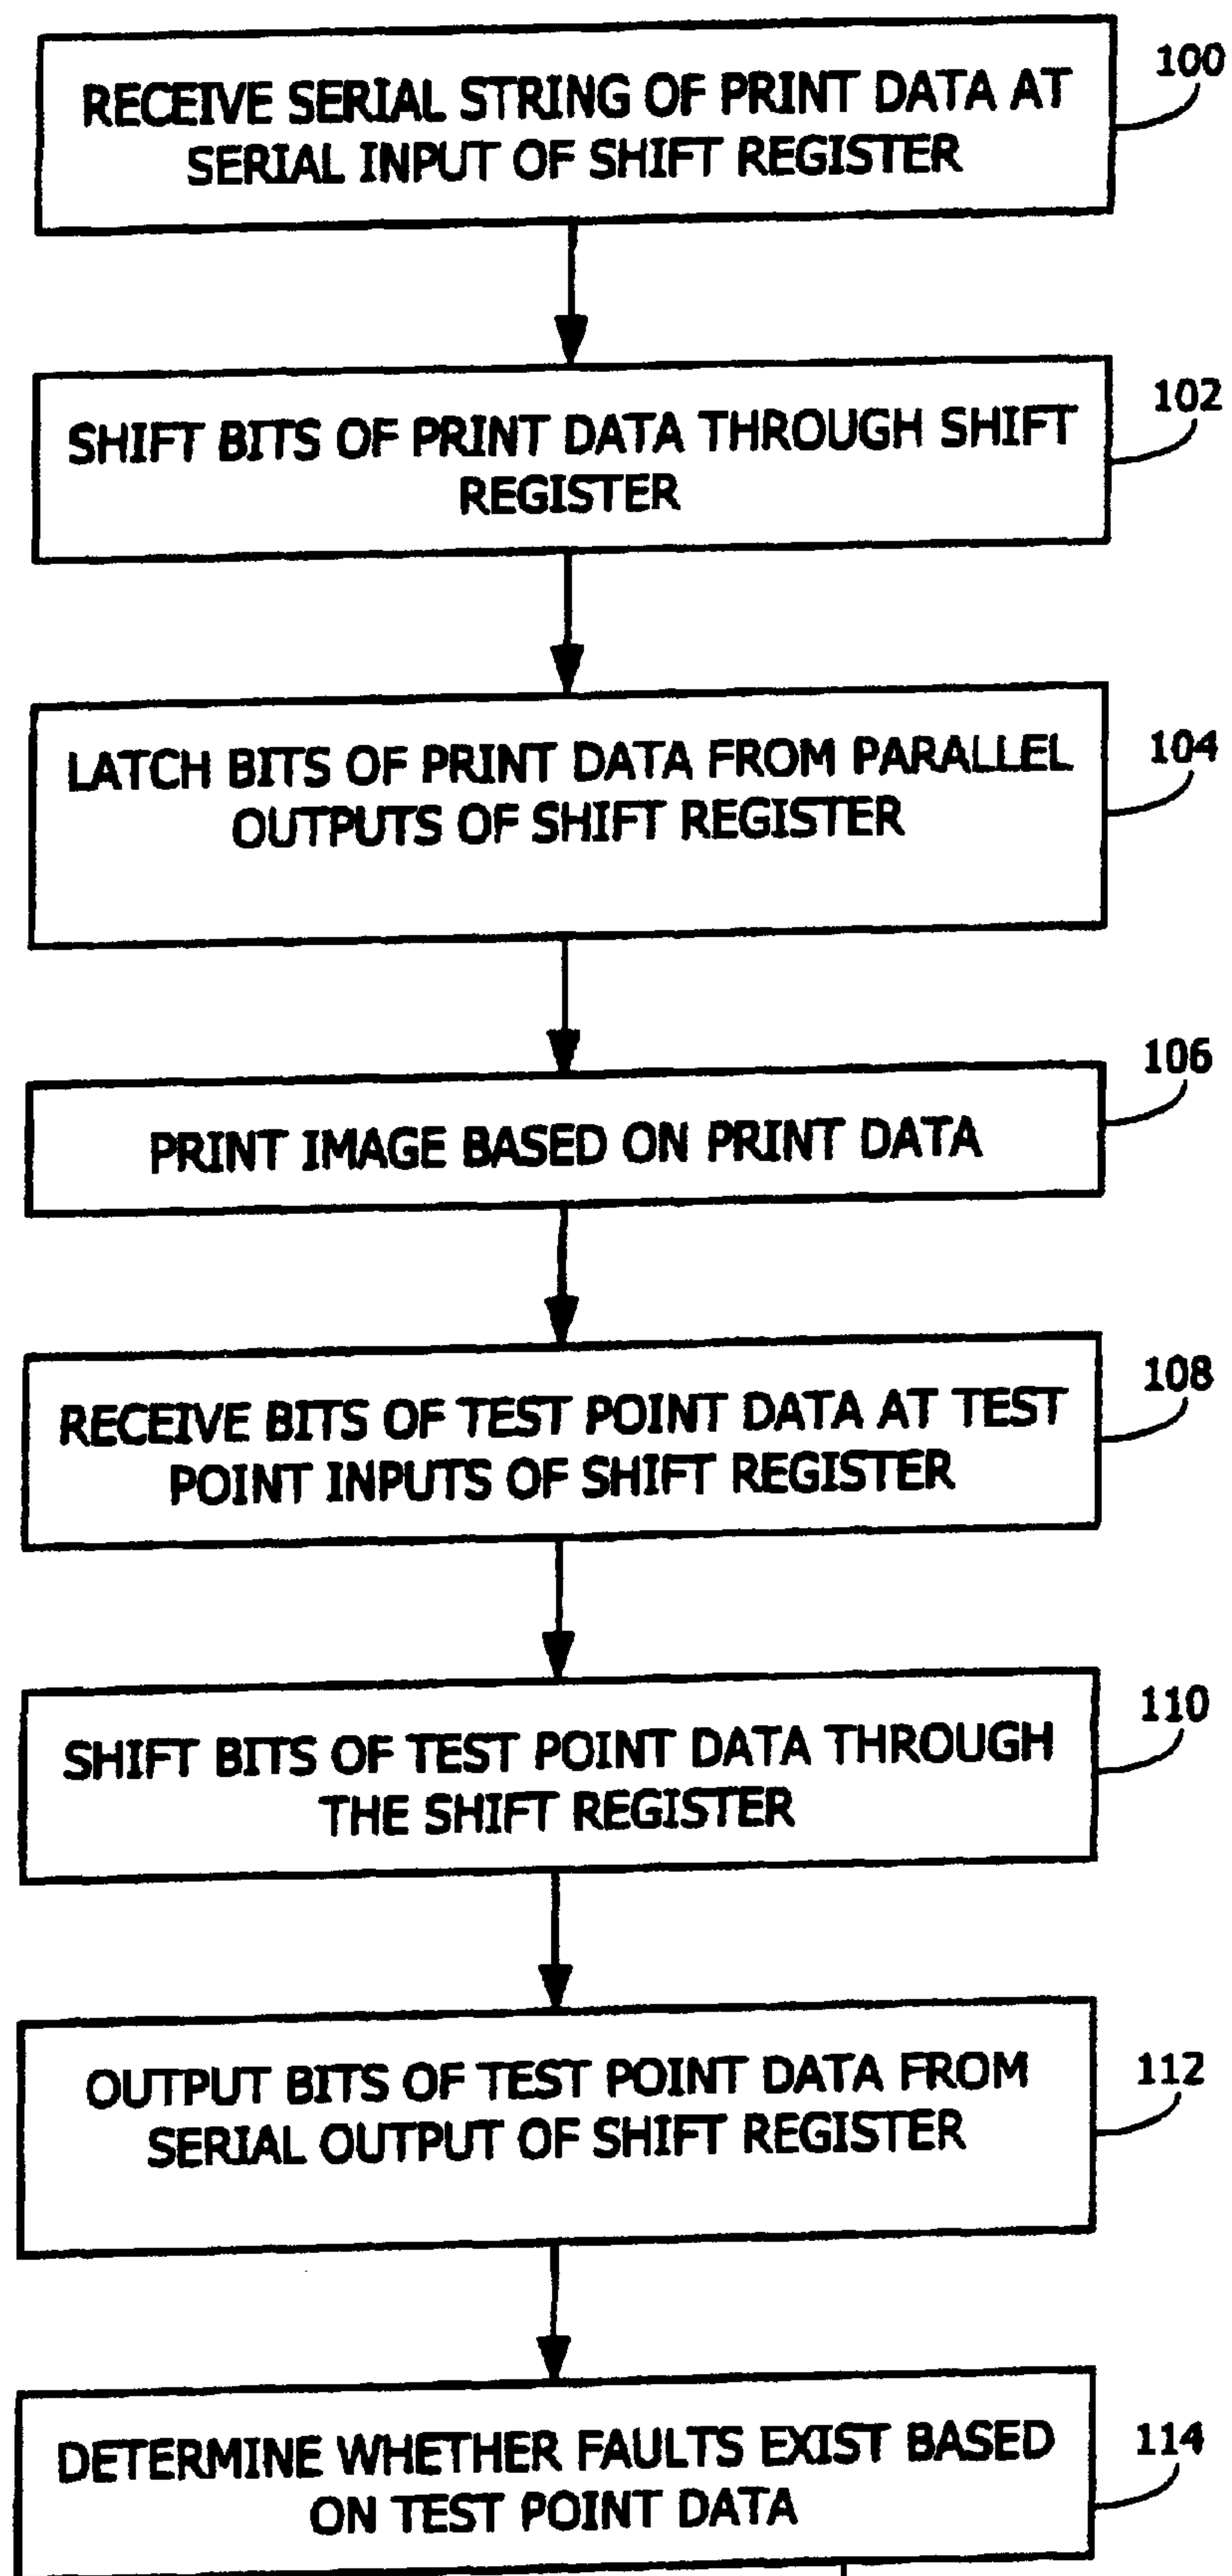 100
RECEIVE SERIAL STRING OF PRINT DATA AT
SERIAL INPUT OF SHIFT REGISTER
102
SHIFT BITS OF PRINT DATA THROUGH SHIFT
REGISTER
104
LATCH BITS OF PRINT DATA FROM PARALLEL
OUTPUTS OF SHIFT REGISTER
106
PRINT IMAGE BASED ON PRINT DATA
108
RECEIVE BITS OF TEST POINT DATA AT TEST
POINT INPUTS OF SHIFT REGISTER
110
SHIFT BITS OF TEST POINT DATA THROUGH
THE SHIFT REGISTER
112
OUTPUT BITS OF TEST POINT DATA FROM
SERIAL OUTPUT OF SHIFT REGISTER
114
DETERMINE WHETHER FAULTS EXIST BASED
ON TEST POINT DATA